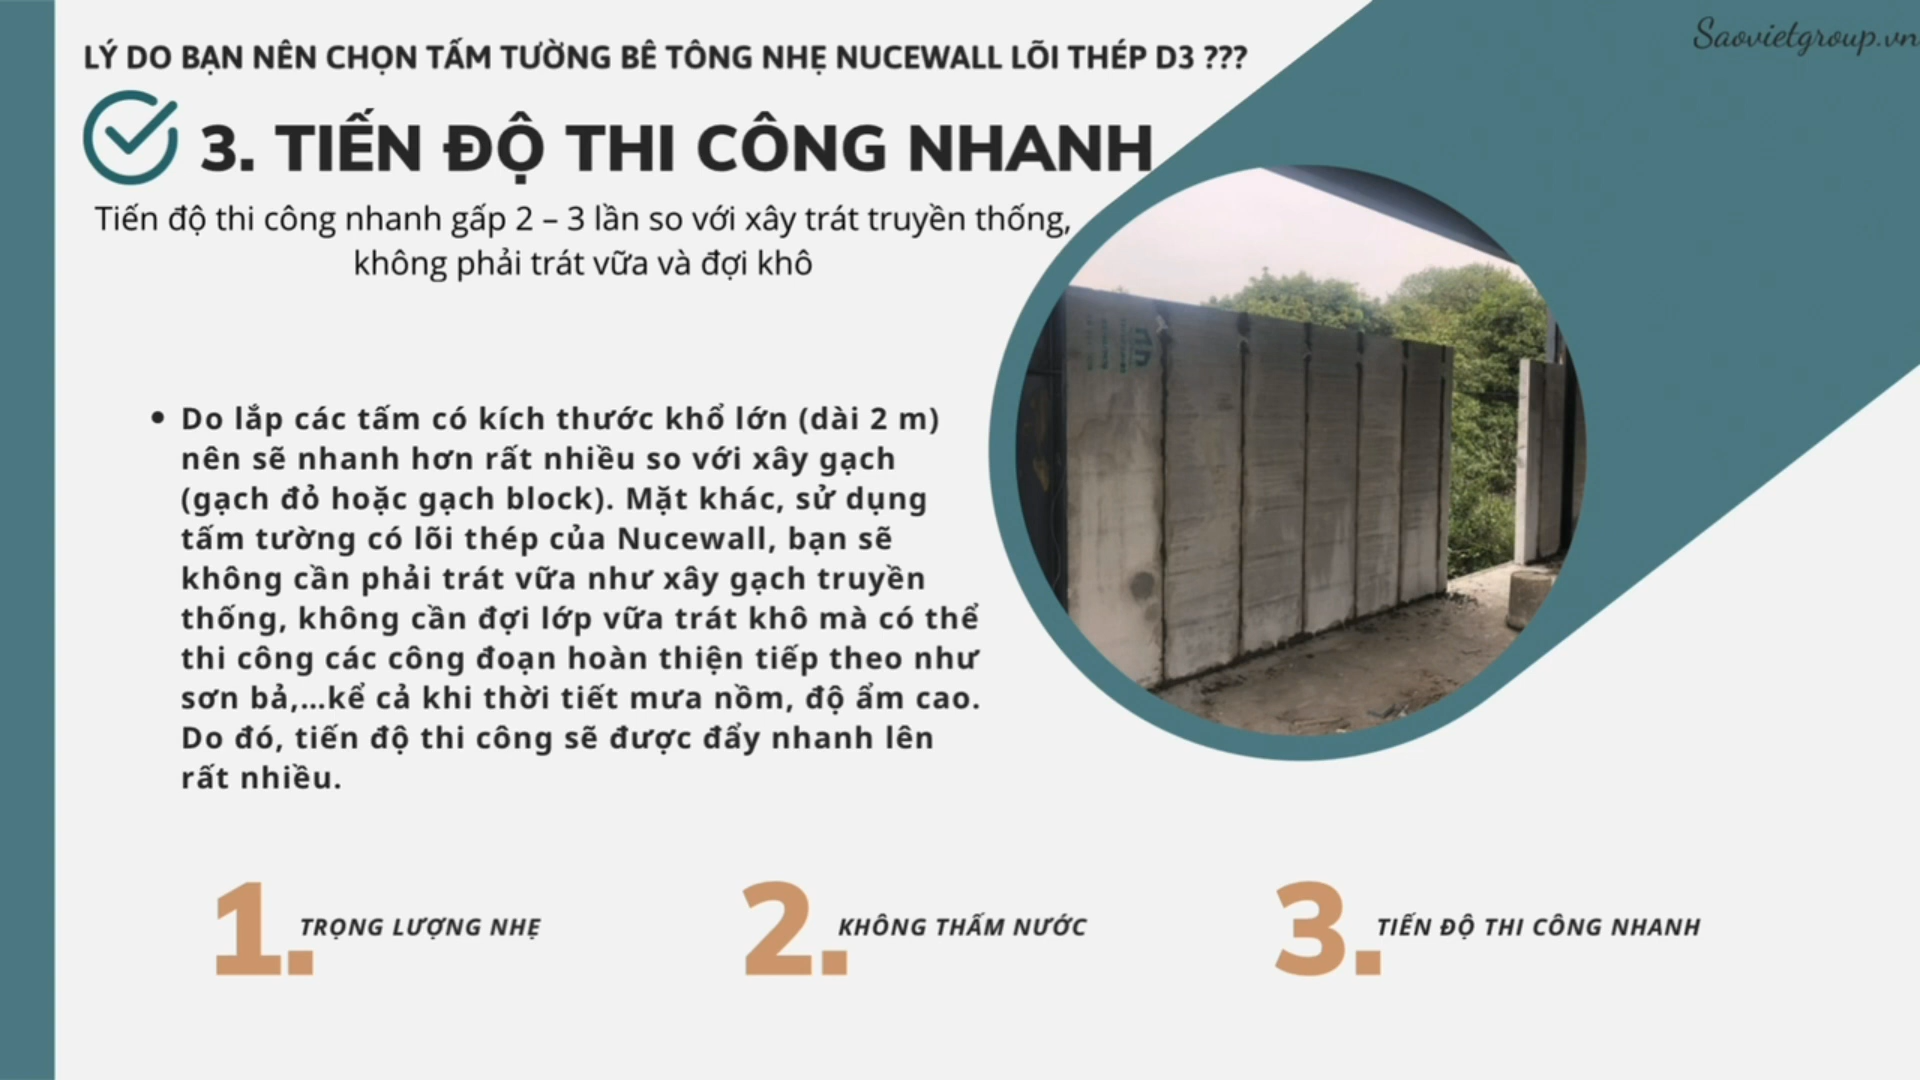 Saovietgroup.vn
LÝ DO BẠN NÊN CHỌN TẤM TƯỜNG BÊ TÔNG NHẸ NUCEWALL LÕI THÉP D3 ???
3. TIẾN ĐỘ THI CÔNG NHANH
Tiến độ thi công nhanh gấp 2 – 3 lần so với xây trát truyền thống,
không phải trát vữa và đợi khô
• Do lắp các tấm có kích thước khổ lớn (dài 2 m)
nên sẽ nhanh hơn rất nhiều so với xây gạch
(gạch đỏ hoặc gạch block). Mặt khác, sử dụng
tấm tường có lõi thép của Nucewall, bạn sẽ
không cần phải trát vữa như xây gạch truyền
thống, không cần đợi lớp vữa trát khô mà có thể
thi công các công đoạn hoàn thiện tiếp theo như
sơn bả,...kể cả khi thời tiết mưa nồm, độ ẩm cao.
Do đó, tiến độ thi công sẽ được đẩy nhanh lên
rất nhiều.
1. TRỌNG LƯỢNG NHẸ
2. KHÔNG THẤM NƯỚC
3. TIẾN ĐỘ THI CÔNG NHANH